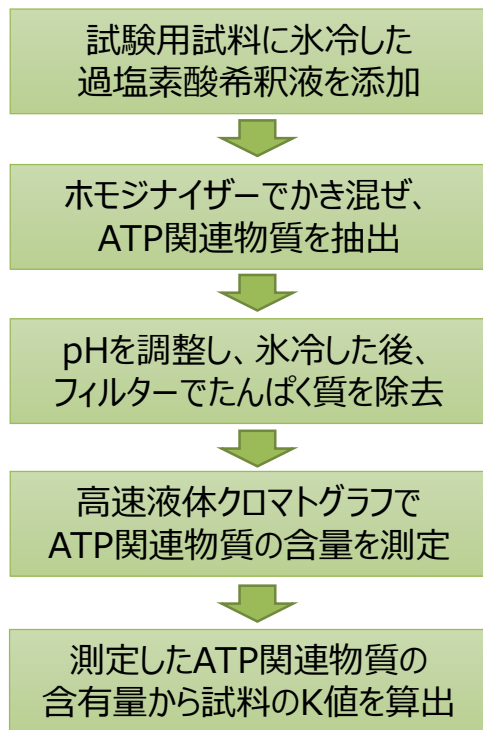 試験用試料に氷冷した
過塩素酸希釈液を添加
ホモジナイザーでかき混ぜ、
ATP関連物質を抽出
pHを調整し、氷冷した後、
フィルターでたんぱく質を除去
高速液体クロマトグラフで
ATP関連物質の含量を測定
測定したATP関連物質の
含有量から試料のK値を算出